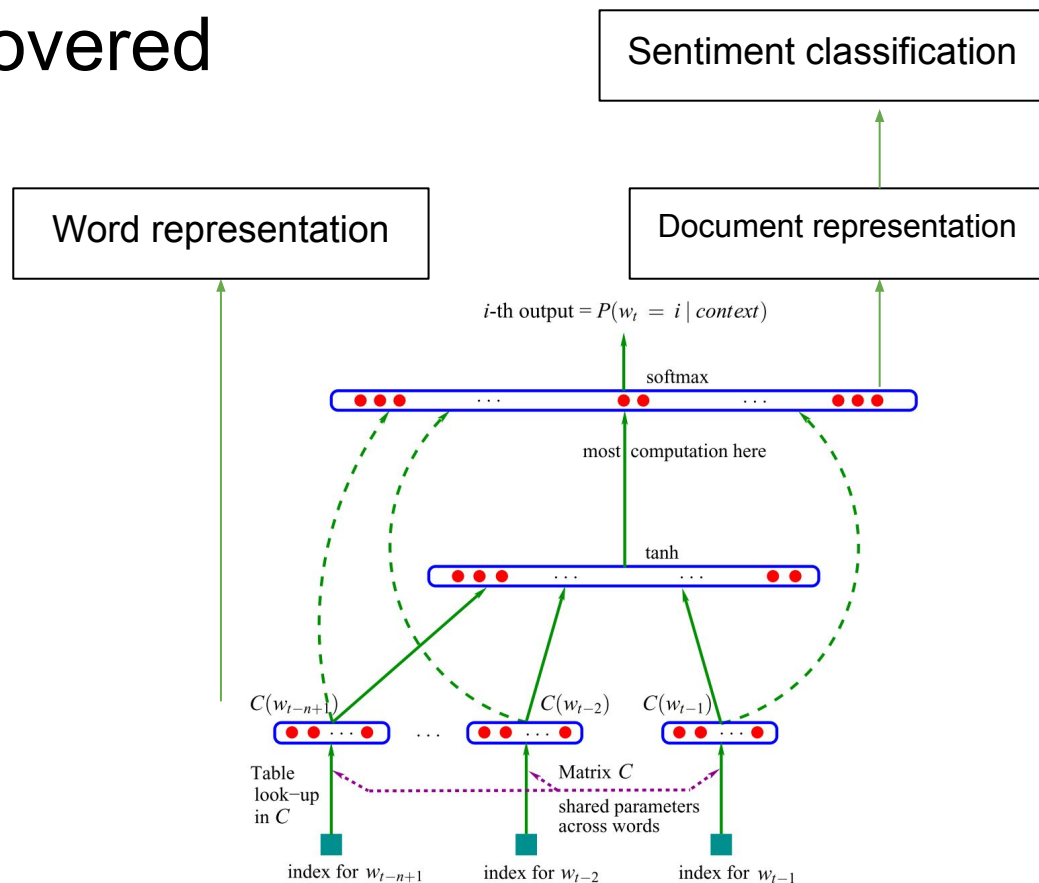 overed
Sentiment classification
Word representation
Document representation
i-th output = P(w_t = i | context)
softmax
. . .
. . .
most computation here
tanh
. . .
. . .
C(w_{t−n+1})
C(w_{t−2})
C(w_{t−1})
. . .
. . .
. . .
. . .
Table
look−up
in C
Matrix C
shared parameters
across words
index for w_{t−n+1}
index for w_{t−2}
index for w_{t−1}